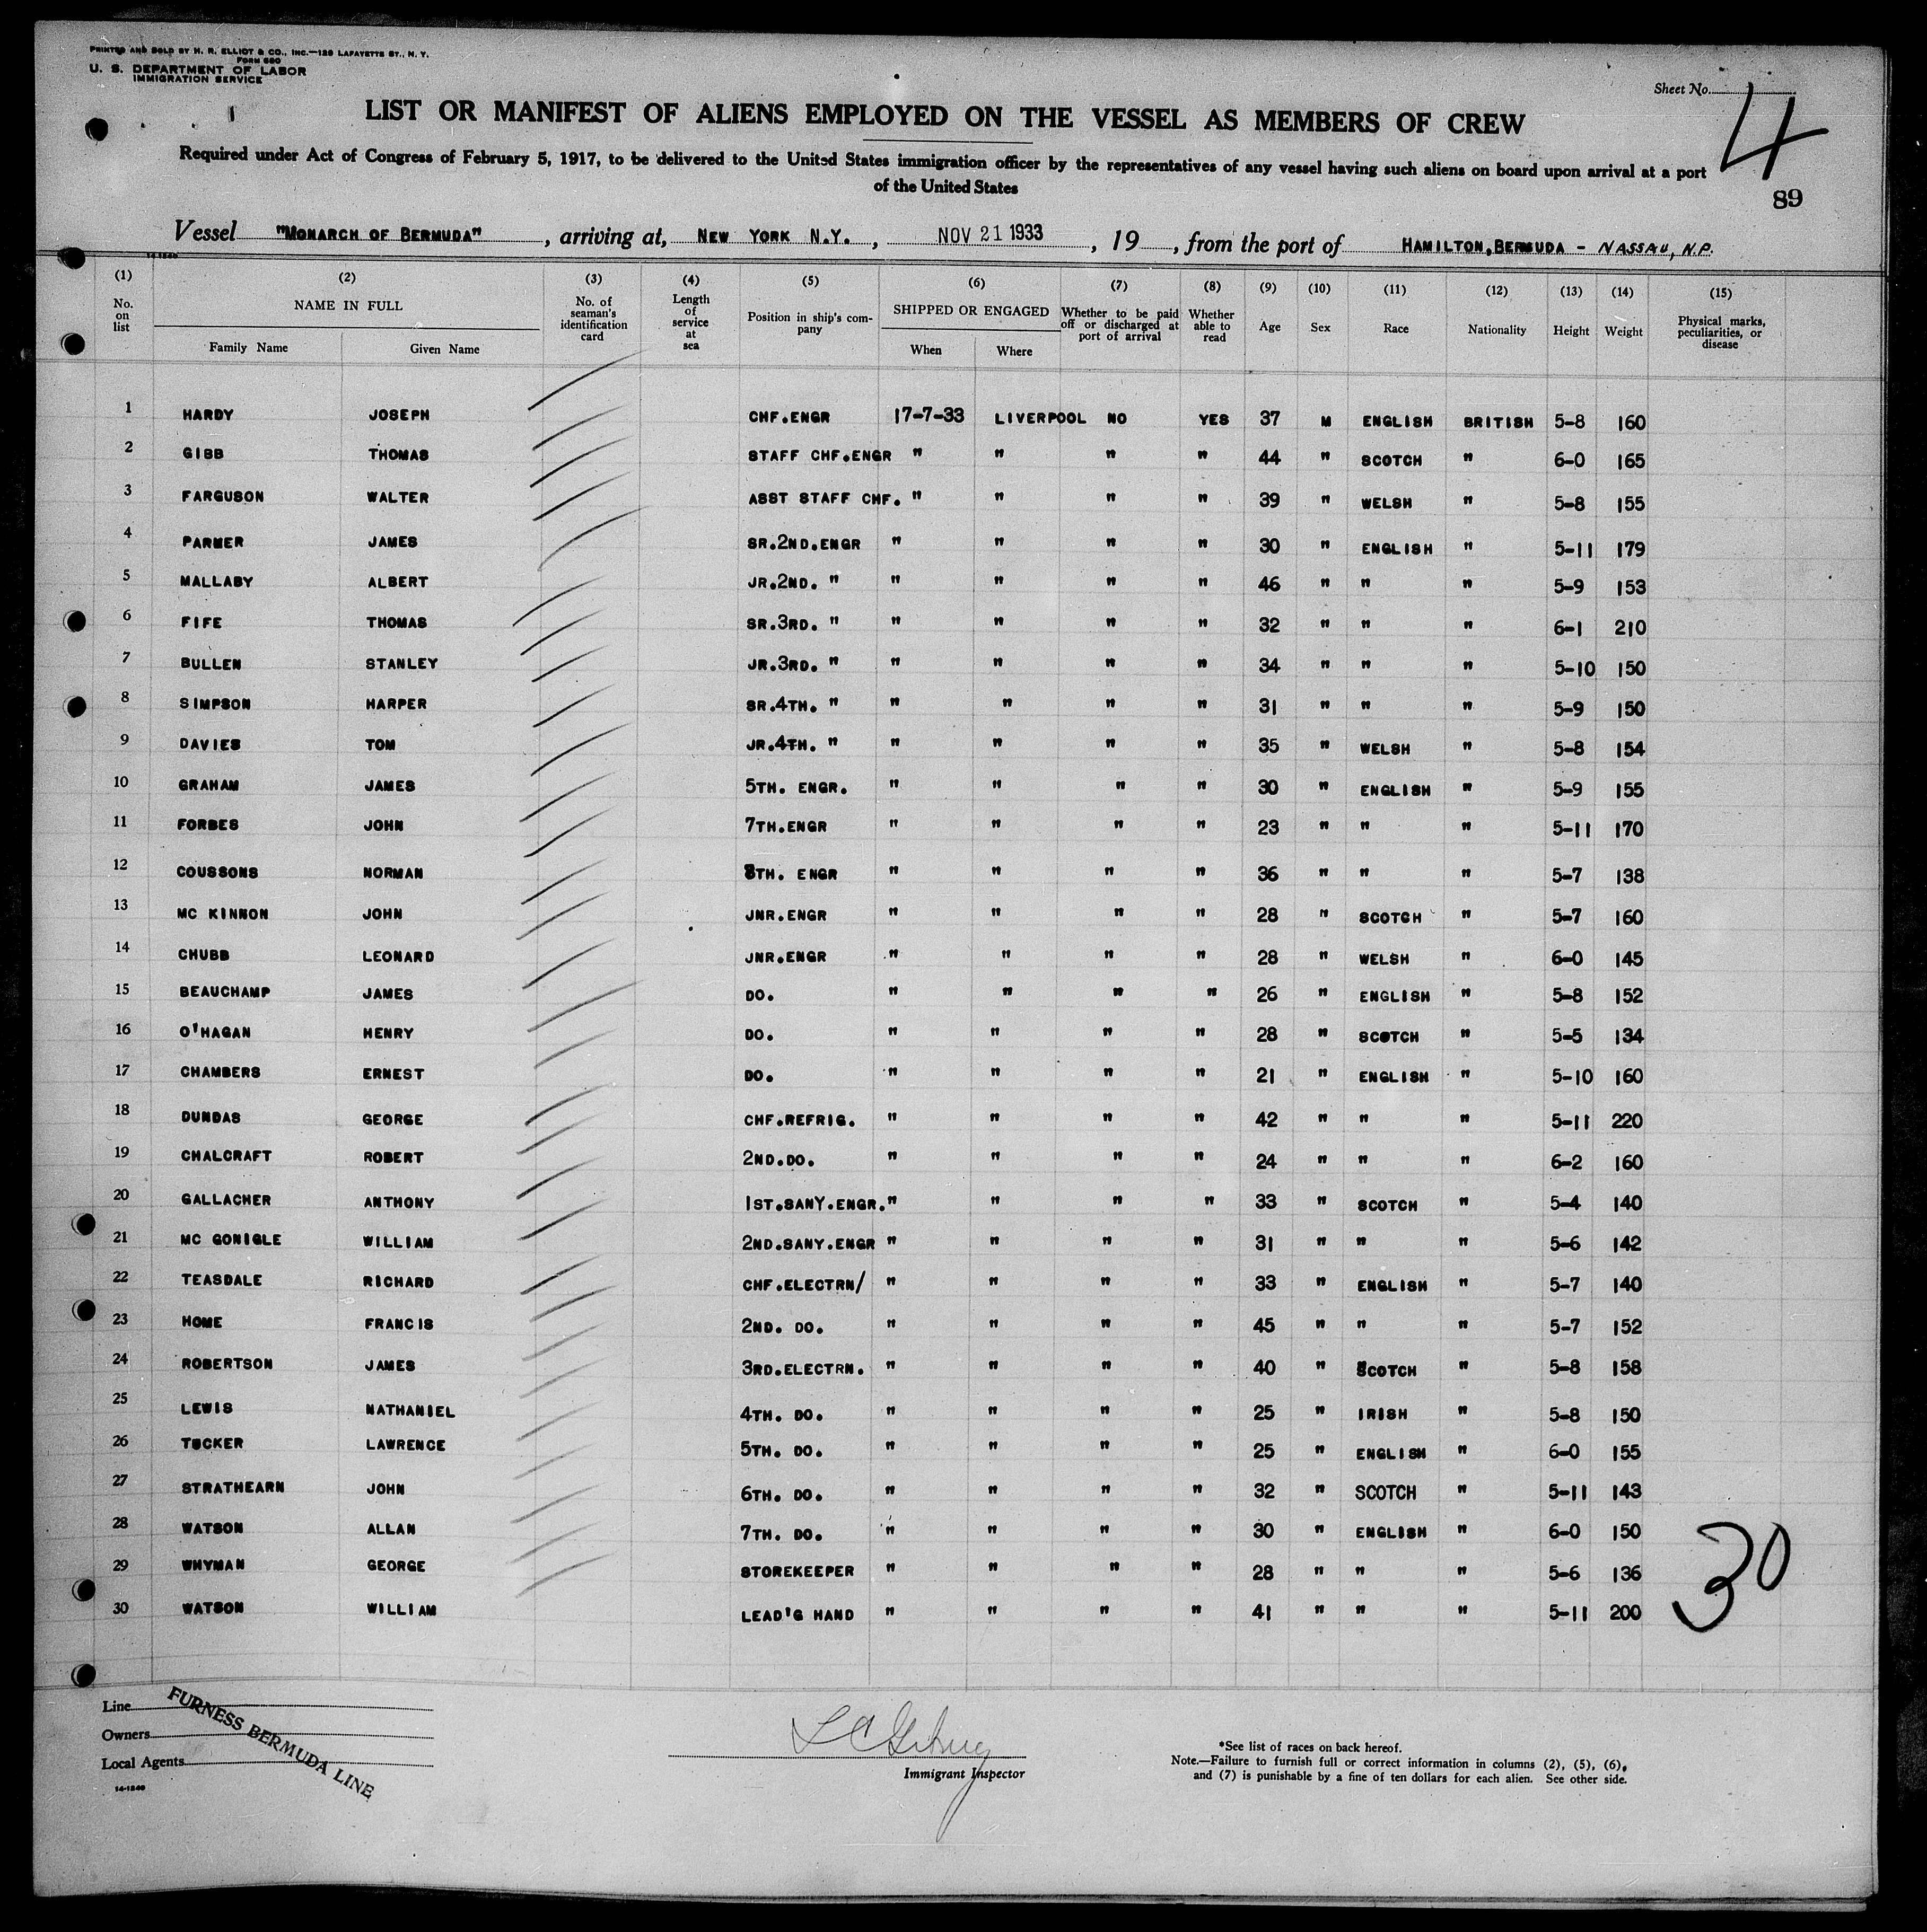 PRINTED AND SOLD BY H. R. ELLIOT & CO., INC.—129 LAFAYETTE ST., N. Y.
FORM 680
U. S. DEPARTMENT OF LABOR
IMMIGRATION SERVICE
Sheet No. 4
LIST OR MANIFEST OF ALIENS EMPLOYED ON THE VESSEL AS MEMBERS OF CREW
Required under Act of Congress of February 5, 1917, to be delivered to the United States immigration officer by the representatives of any vessel having such aliens on board upon arrival at a port
of the United States
89
Vessel "MONARCH OF BERMUDA" , arriving at, NEW YORK N.Y. , NOV 21 1933 , 19 , from the port of HAMILTON, BERMUDA - NASSAU, N.P.
14-1240
(1) (2) (3) (4) (5) (6) (7) (8) (9) (10) (11) (12) (13) (14) (15)
No. on list NAME IN FULL Family Name Given Name No. of seaman's identification card Length of service at sea Position in ship's company SHIPPED OR ENGAGED When Where Whether to be paid off or discharged at port of arrival Whether able to read Age Sex Race Nationality Height Weight Physical marks, peculiarities, or disease
1 HARDY JOSEPH CHF.ENGR 17-7-33 LIVERPOOL NO YES 37 M ENGLISH BRITISH 5-8 160
2 GIBB THOMAS STAFF CHF.ENGR " " " " 44 " SCOTCH " 6-0 165
3 FARGUSON WALTER ASST STAFF CHF. " " " " 39 " WELSH " 5-8 155
4 PARMER JAMES SR.2ND.ENGR " " " " 30 " ENGLISH " 5-11 179
5 MALLABY ALBERT JR.2ND. " " " " " 46 " " " 5-9 153
6 FIFE THOMAS SR.3RD. " " " " " 32 " " " 6-1 210
7 BULLEN STANLEY JR.3RD. " " " " " 34 " " " 5-10 150
8 SIMPSON HARPER SR.4TH. " " " " " 31 " " " 5-9 150
9 DAVIES TOM JR.4TH. " " " " " 35 " WELSH " 5-8 154
10 GRAHAM JAMES 5TH. ENGR. " " " " 30 " ENGLISH " 5-9 155
11 FORBES JOHN 7TH.ENGR " " " " 23 " " " 5-11 170
12 COUSSONS NORMAN 8TH. ENGR " " " " 36 " " " 5-7 138
13 MC KINNON JOHN JNR.ENGR " " " " 28 " SCOTCH " 5-7 160
14 CHUBB LEONARD JNR.ENGR " " " " 28 " WELSH " 6-0 145
15 BEAUCHAMP JAMES DO. " " " " 26 " ENGLISH " 5-8 152
16 O'HAGAN HENRY DO. " " " " 28 " SCOTCH " 5-5 134
17 CHAMBERS ERNEST DO. " " " " 21 " ENGLISH " 5-10 160
18 DUNDAS GEORGE CHF.REFRIG. " " " " 42 " " " 5-11 220
19 CHALCRAFT ROBERT 2ND.DO. " " " " 24 " " " 6-2 160
20 GALLACHER ANTHONY 1ST.SANY.ENGR. " " " " 33 " SCOTCH " 5-4 140
21 MC GONIGLE WILLIAM 2ND.SANY.ENGR " " " " 31 " " " 5-6 142
22 TEASDALE RICHARD CHF.ELECTRN/ " " " " 33 " ENGLISH " 5-7 140
23 HOME FRANCIS 2ND. DO. " " " " 45 " " " 5-7 152
24 ROBERTSON JAMES 3RD.ELECTRN. " " " " 40 " SCOTCH " 5-8 158
25 LEWIS NATHANIEL 4TH. DO. " " " " 25 " IRISH " 5-8 150
26 TUCKER LAWRENCE 5TH. DO. " " " " 25 " ENGLISH " 6-0 155
27 STRATHEARN JOHN 6TH. DO. " " " " 32 " SCOTCH " 5-11 143
28 WATSON ALLAN 7TH. DO. " " " " 30 " ENGLISH " 6-0 150
29 WHYMAN GEORGE STOREKEEPER " " " " 28 " " " 5-6 136
30 WATSON WILLIAM LEAD'G HAND " " " " 41 " " " 5-11 200
30
Line
Owners
Local Agents
FURNESS BERMUDA LINE
14-1240
Immigrant Inspector
*See list of races on back hereof.
Note.—Failure to furnish full or correct information in columns (2), (5), (6),
and (7) is punishable by a fine of ten dollars for each alien. See other side.